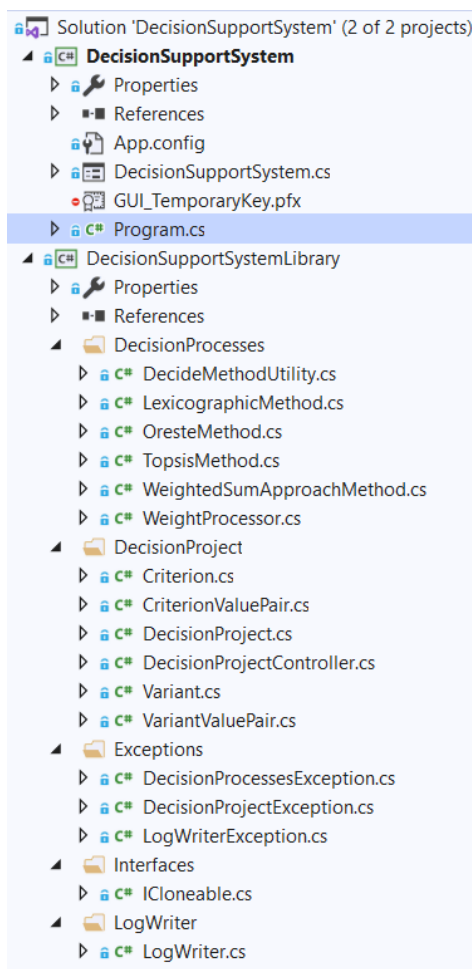 Solution 'DecisionSupportSystem' (2 of 2 projects)
C# DecisionSupportSystem
Properties
References
App.config
DecisionSupportSystem.cs
GUI_TemporaryKey.pfx
C# Program.cs
C# DecisionSupportSystemLibrary
Properties
References
DecisionProcesses
C# DecideMethodUtility.cs
C# LexicographicMethod.cs
C# OresteMethod.cs
C# TopsisMethod.cs
C# WeightedSumApproachMethod.cs
C# WeightProcessor.cs
DecisionProject
C# Criterion.cs
C# CriterionValuePair.cs
C# DecisionProject.cs
C# DecisionProjectController.cs
C# Variant.cs
C# VariantValuePair.cs
Exceptions
C# DecisionProcessesException.cs
C# DecisionProjectException.cs
C# LogWriterException.cs
Interfaces
C# ICloneable.cs
LogWriter
C# LogWriter.cs